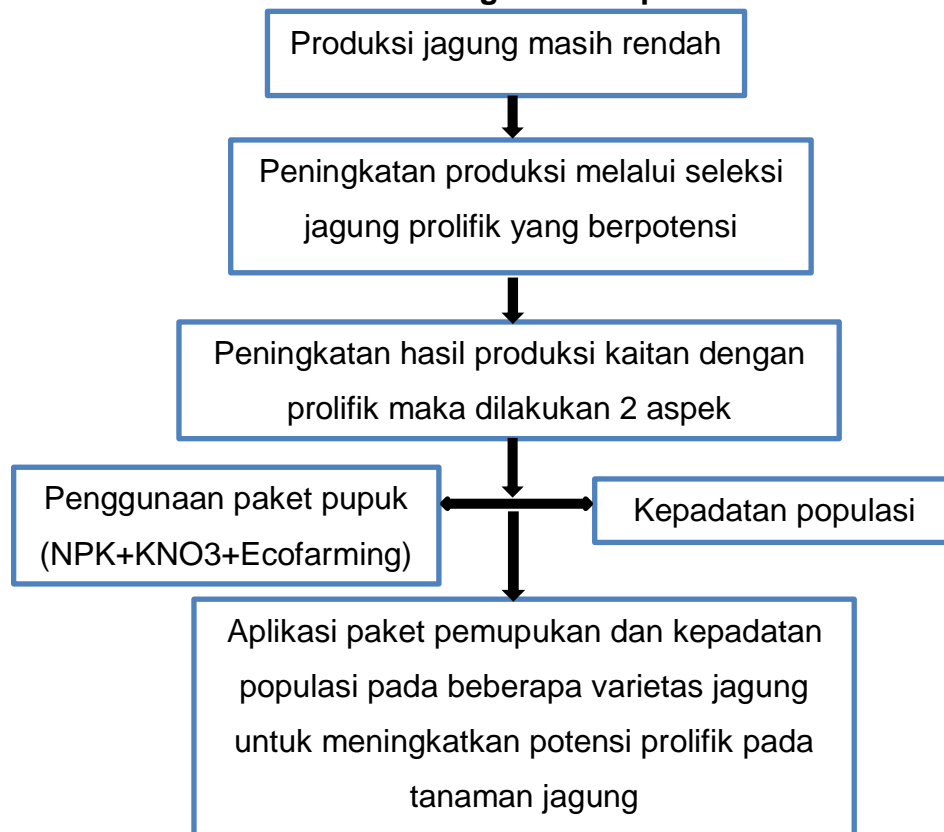 Produksi jagung masih rendah
Peningkatan produksi melalui seleksi
jagung prolifik yang berpotensi
Peningkatan hasil produksi kaitan dengan
prolifik maka dilakukan 2 aspek
Penggunaan paket pupuk
(NPK+KNO3+Ecofarming)
Kepadatan populasi
Aplikasi paket pemupukan dan kepadatan
populasi pada beberapa varietas jagung
untuk meningkatkan potensi prolifik pada
tanaman jagung